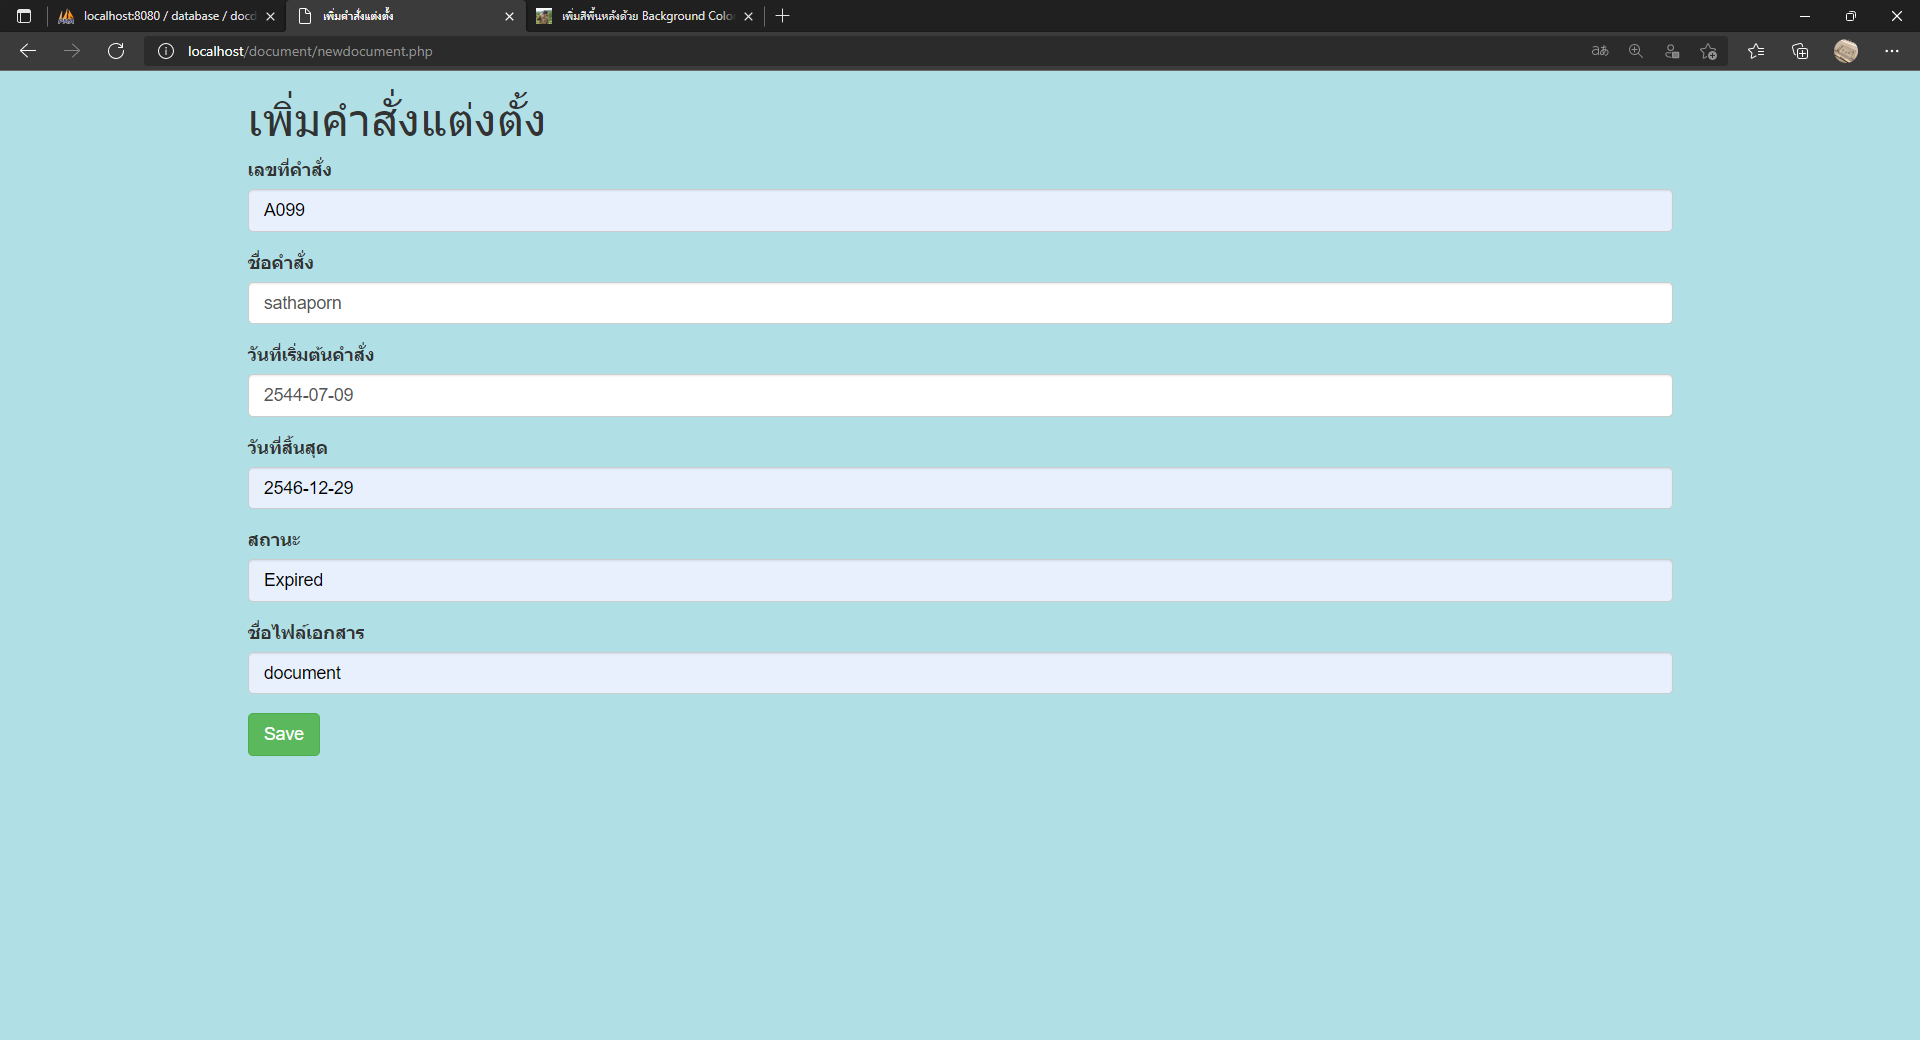 localhost:8080 / database / docd
เพิ่มคำสั่งแต่งตั้ง
เพิ่มสีพื้นหลังด้วย Background Colo
localhost/document/newdocument.php
เพิ่มคำสั่งแต่งตั้ง
เลขที่คำสั่ง
A099
ชื่อคำสั่ง
sathaporn
วันที่เริ่มต้นคำสั่ง
2544-07-09
วันที่สิ้นสุด
2546-12-29
สถานะ
Expired
ชื่อไฟล์เอกสาร
document
Save